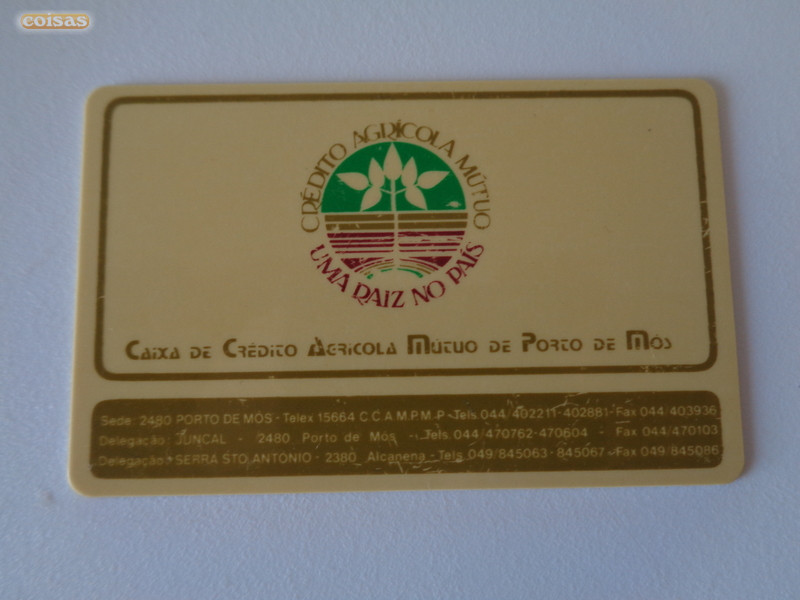 coisas
CRÉDITO AGRÍCOLA MÚTUO
UMA RAIZ NO PAÍS
CAIXA DE CRÉDITO AGRICOLA MÚTUO DE PORTO DE MÓS
Sede: 2480 PORTO DE MÓS - Telex 15664 C C A M P M P - Tels 044/402211-402881 - Fax 044/403936
Delegação: JUNCAL - 2480 Porto de Mós - Tels 044/470762-470604 - Fax 044/470103
Delegação: SERRA STO ANTÓNIO - 2380 Alcanena - Tels 049/845063-845067 - Fax 049/845086